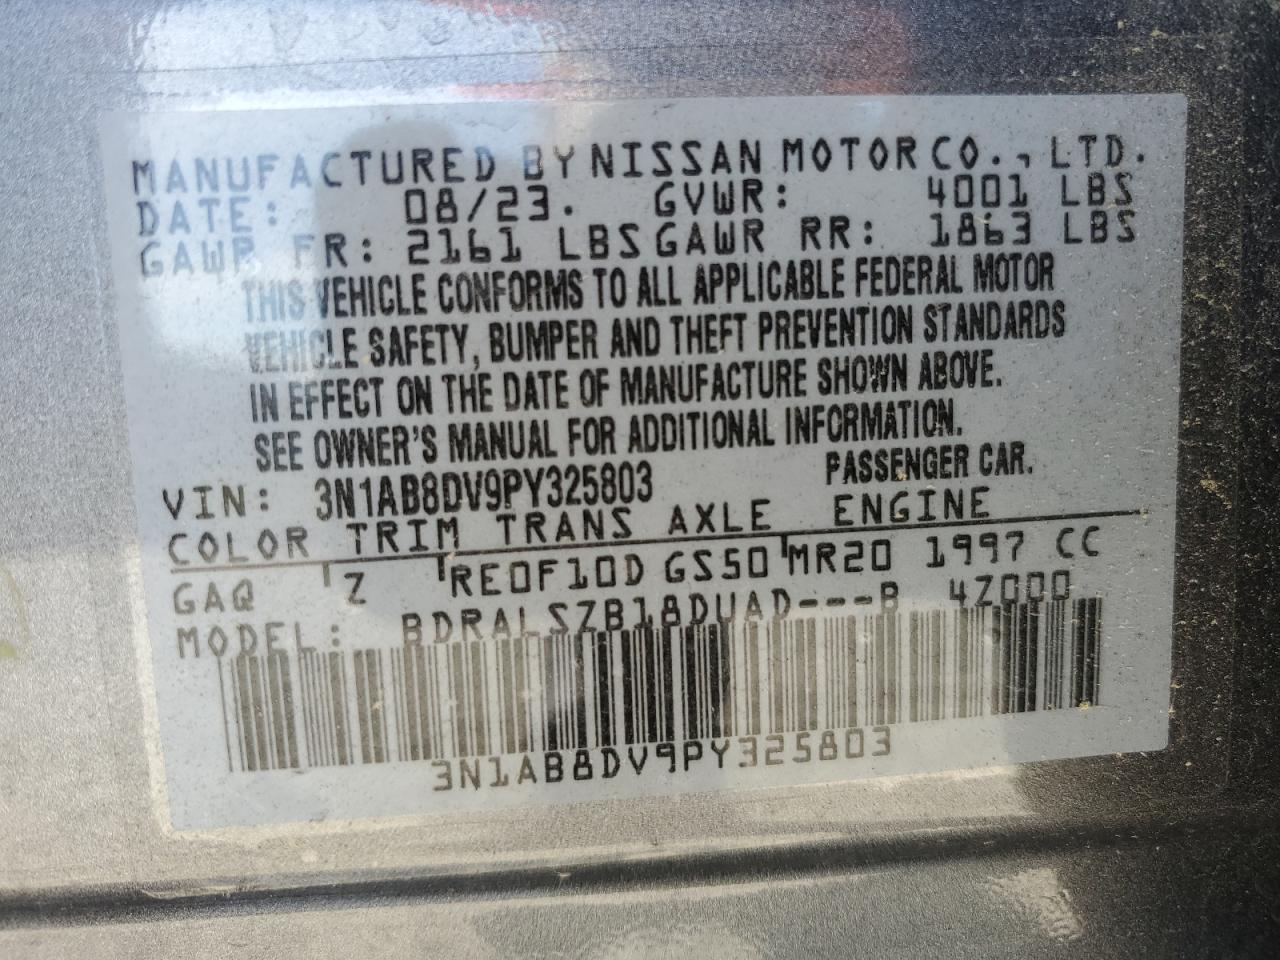 MANUFACTURED BY NISSAN MOTOR CO., LTD.
DATE: 08/23. GVWR: 4001 LBS
GAWR FR: 2161 LBS GAWR RR: 1863 LBS
THIS VEHICLE CONFORMS TO ALL APPLICABLE FEDERAL MOTOR
VEHICLE SAFETY, BUMPER AND THEFT PREVENTION STANDARDS
IN EFFECT ON THE DATE OF MANUFACTURE SHOWN ABOVE.
SEE OWNER'S MANUAL FOR ADDITIONAL INFORMATION.
VIN: 3N1AB8DV9PY325803 PASSENGER CAR.
COLOR TRIM TRANS AXLE ENGINE
GAQ Z RE0F10D GS50 MR20 1997 CC
MODEL: BDRALSZB18DUAD---B 4Z000
3N1AB8DV9PY325803